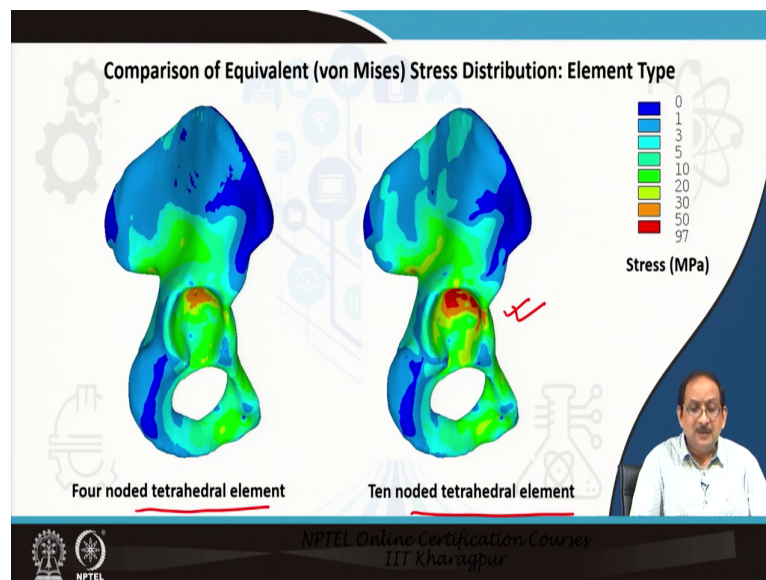 Comparison of Equivalent (von Mises) Stress Distribution: Element Type
0
1
3
5
10
20
30
50
97
Stress (MPa)
Four noded tetrahedral element
Ten noded tetrahedral element
NPTEL Online Certification Courses
IIT Kharagpur
NPTEL